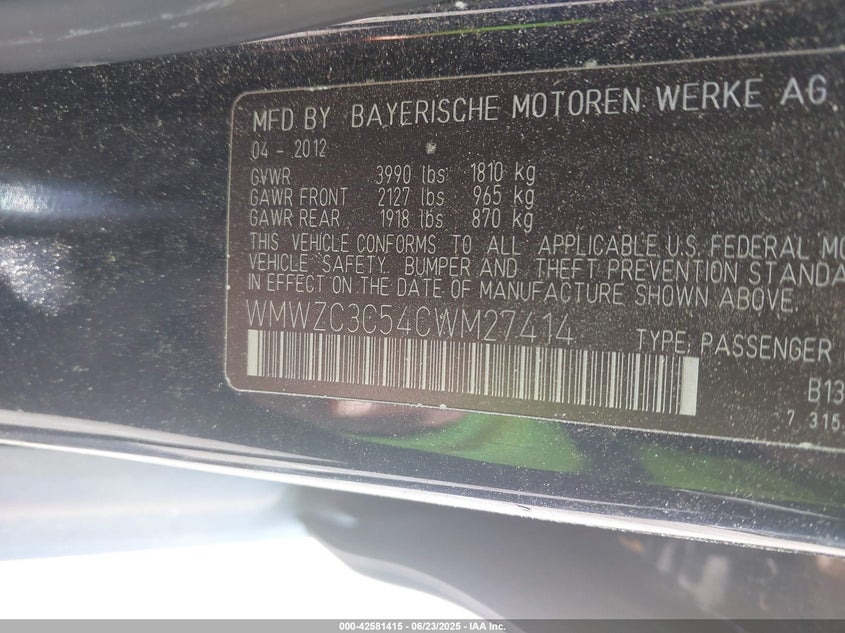 MFD BY BAYERISCHE MOTOREN WERKE AG
04 - 2012
GVWR 3990 lbs 1810 kg
GAWR FRONT 2127 lbs 965 kg
GAWR REAR 1918 lbs 870 kg
THIS VEHICLE CONFORMS TO ALL APPLICABLE U.S. FEDERAL MO
VEHICLE SAFETY, BUMPER AND THEFT PREVENTION STANDA
IN EFFECT ON THE DATE OF MANUFACTURE SHOWN ABOVE.
WMWZC3C54CWM27414 TYPE, PASSENGER
B13
7 315
000-42581415 - 06/23/2025 - IAA Inc.